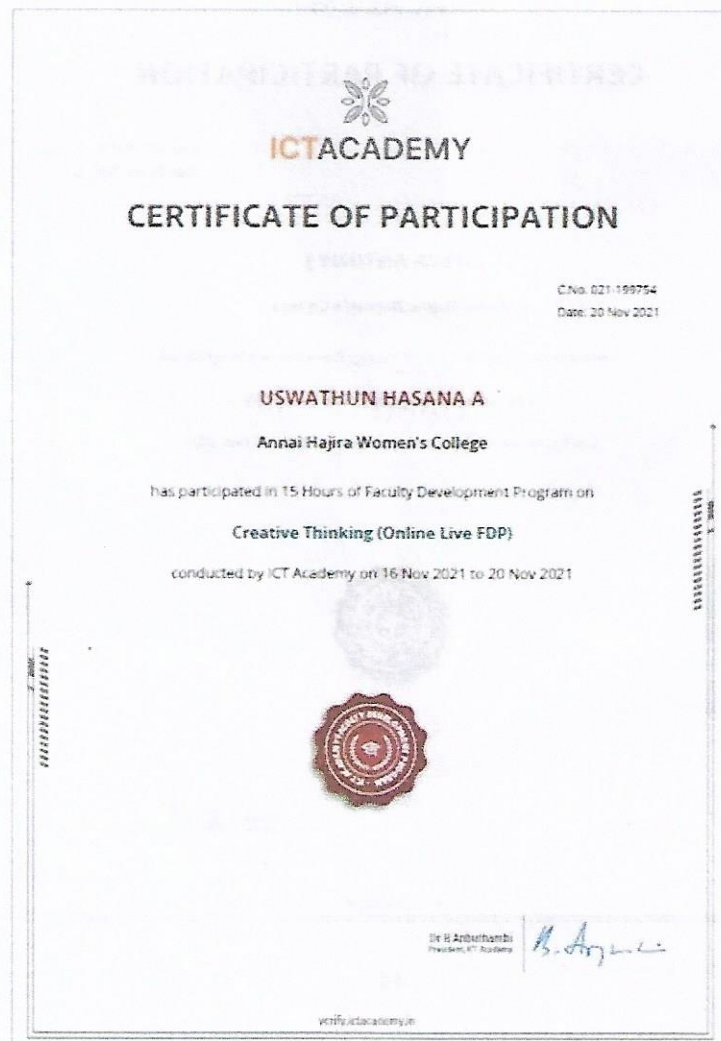 ICTACADEMY
CERTIFICATE OF PARTICIPATION
C.No. 021-199754
Date: 20 Nov 2021
USWATHUN HASANA A
Annai Hajira Women's College
has participated in 15 Hours of Faculty Development Program on
Creative Thinking (Online Live FDP)
conducted by ICT Academy on 16 Nov 2021 to 20 Nov 2021
Dr B Anbuthambi
President, ICT Academy
verify.ictacademy.in